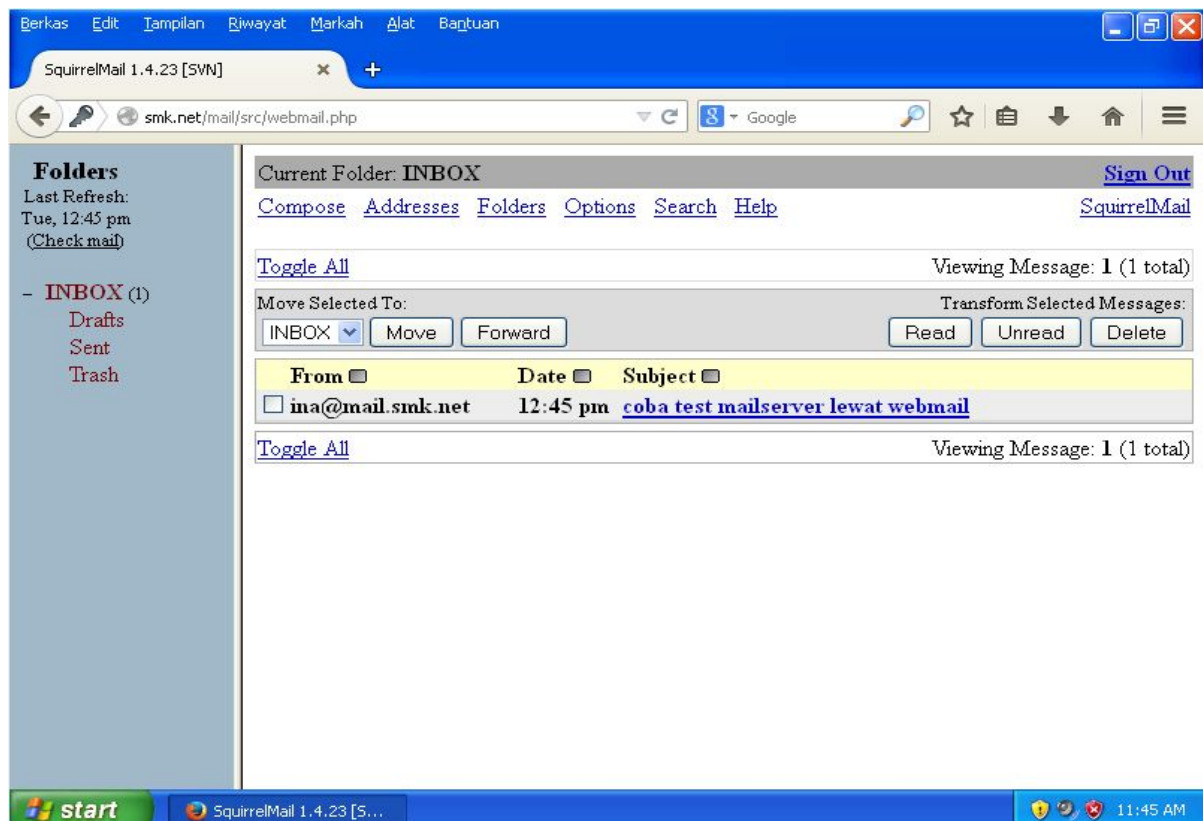 Berkas Edit Tampilan Riwayat Markah Alat Bantuan
SquirrelMail 1.4.23 [SVN]
smk.net/mail/src/webmail.php
8 Google
Folders
Last Refresh:
Tue, 12:45 pm
(Check mail)
– INBOX (1)
Drafts
Sent
Trash
Current Folder: INBOX Sign Out
Compose Addresses Folders Options Search Help SquirrelMail
Toggle All Viewing Message: 1 (1 total)
Move Selected To: Transform Selected Messages:
INBOX Move Forward Read Unread Delete
From Date Subject
ina@mail.smk.net 12:45 pm coba test mailserver lewat webmail
Toggle All Viewing Message: 1 (1 total)
start SquirrelMail 1.4.23 [S... 11:45 AM